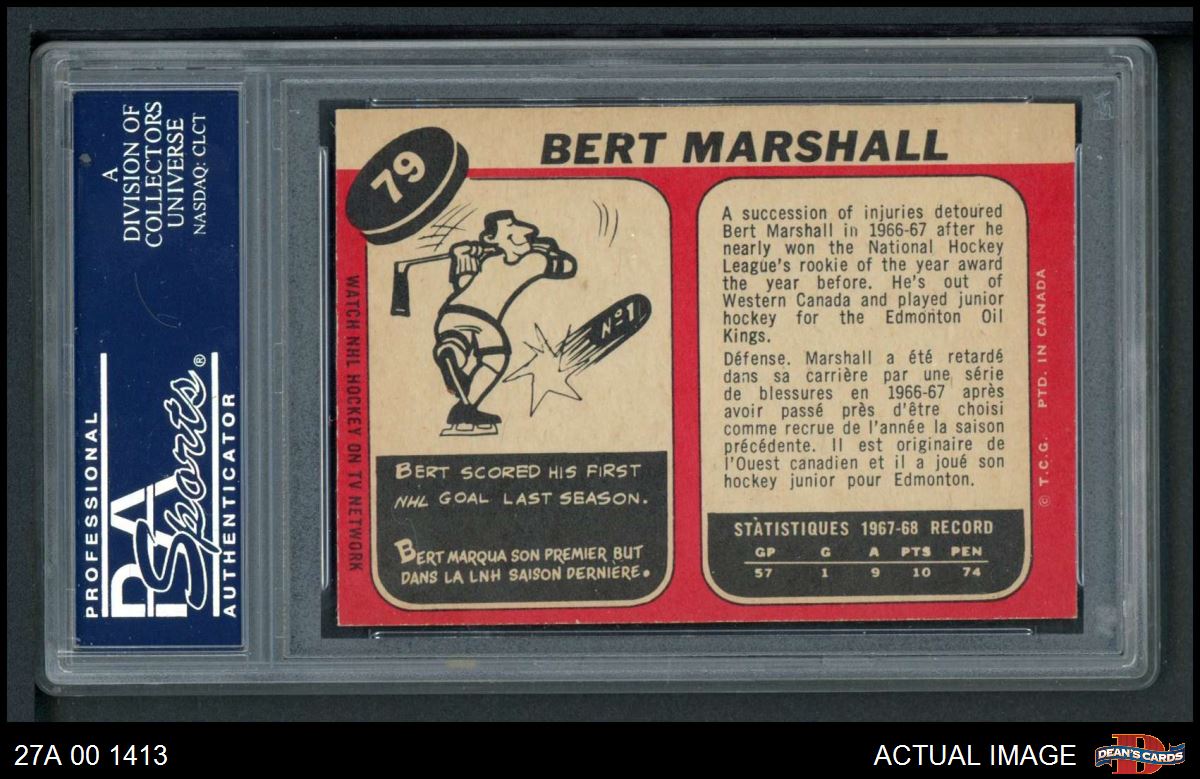 A
DIVISION OF
COLLECTORS
UNIVERSE
NASDAQ: CLCT
PROFESSIONAL
PSA
Sports®
AUTHENTICATOR
79
BERT MARSHALL
WATCH NHL HOCKEY ON TV NETWORK
Nº1
BERT SCORED HIS FIRST
NHL GOAL LAST SEASON.
BERT MARQUA SON PREMIER BUT
DANS LA LNH SAISON DERNIERE.
A succession of injuries detoured
Bert Marshall in 1966-67 after he
nearly won the National Hockey
League's rookie of the year award
the year before. He's out of
Western Canada and played junior
hockey for the Edmonton Oil
Kings.
Défense. Marshall a été retardé
dans sa carrière par une série
de blessures en 1966-67 après
avoir passé près d'être choisi
comme recrue de l'année la saison
précédente. Il est originaire de
l'Ouest canadien et il a joué son
hockey junior pour Edmonton.
STATISTIQUES 1967-68 RECORD
GP G A PTS PEN
57 1 9 10 74
© T.C.G. PTD. IN CANADA
27A 00 1413
ACTUAL IMAGE
DEAN'S CARDS